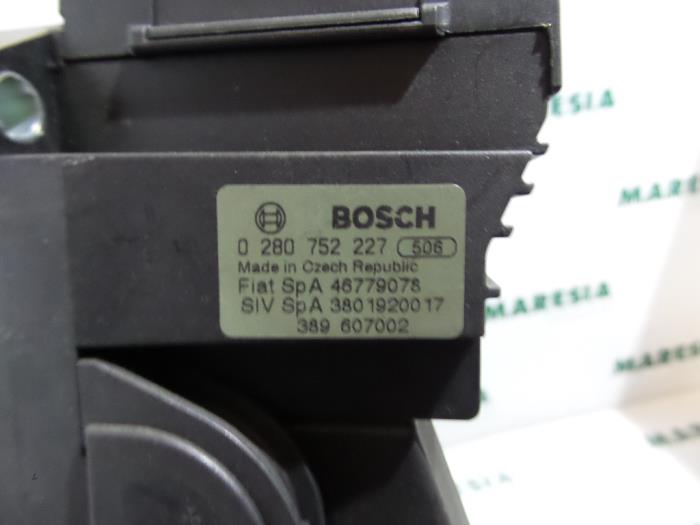 BOSCH
0 280 752 227 506
Made in Czech Republic
Fiat SpA 46779078
SIV SpA 3801920017
389 607002
MARESIA
MARESIA
MARESIA
MARESIA